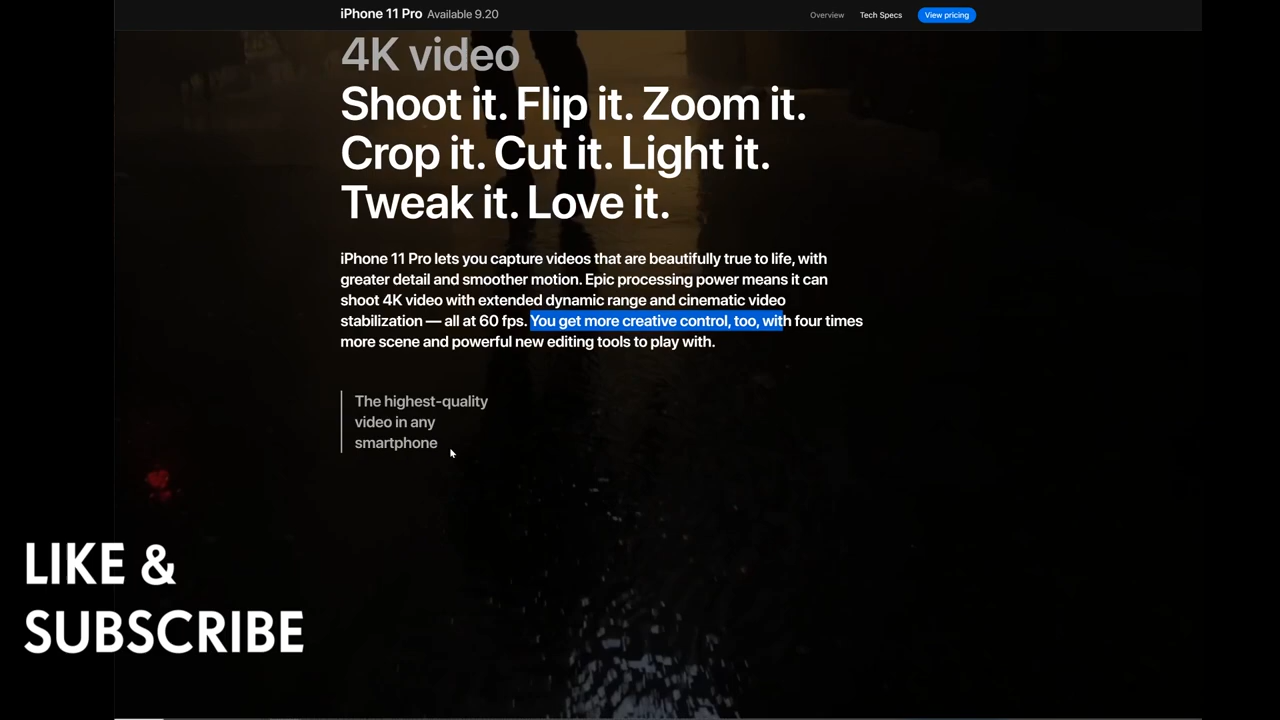 iPhone 11 Pro Available 9.20
Overview Tech Specs View pricing
4K video
Shoot it. Flip it. Zoom it.
Crop it. Cut it. Light it.
Tweak it. Love it.
iPhone 11 Pro lets you capture videos that are beautifully true to life, with
greater detail and smoother motion. Epic processing power means it can
shoot 4K video with extended dynamic range and cinematic video
stabilization — all at 60 fps. You get more creative control, too, with four times
more scene and powerful new editing tools to play with.
The highest-quality
video in any
smartphone
LIKE &
SUBSCRIBE